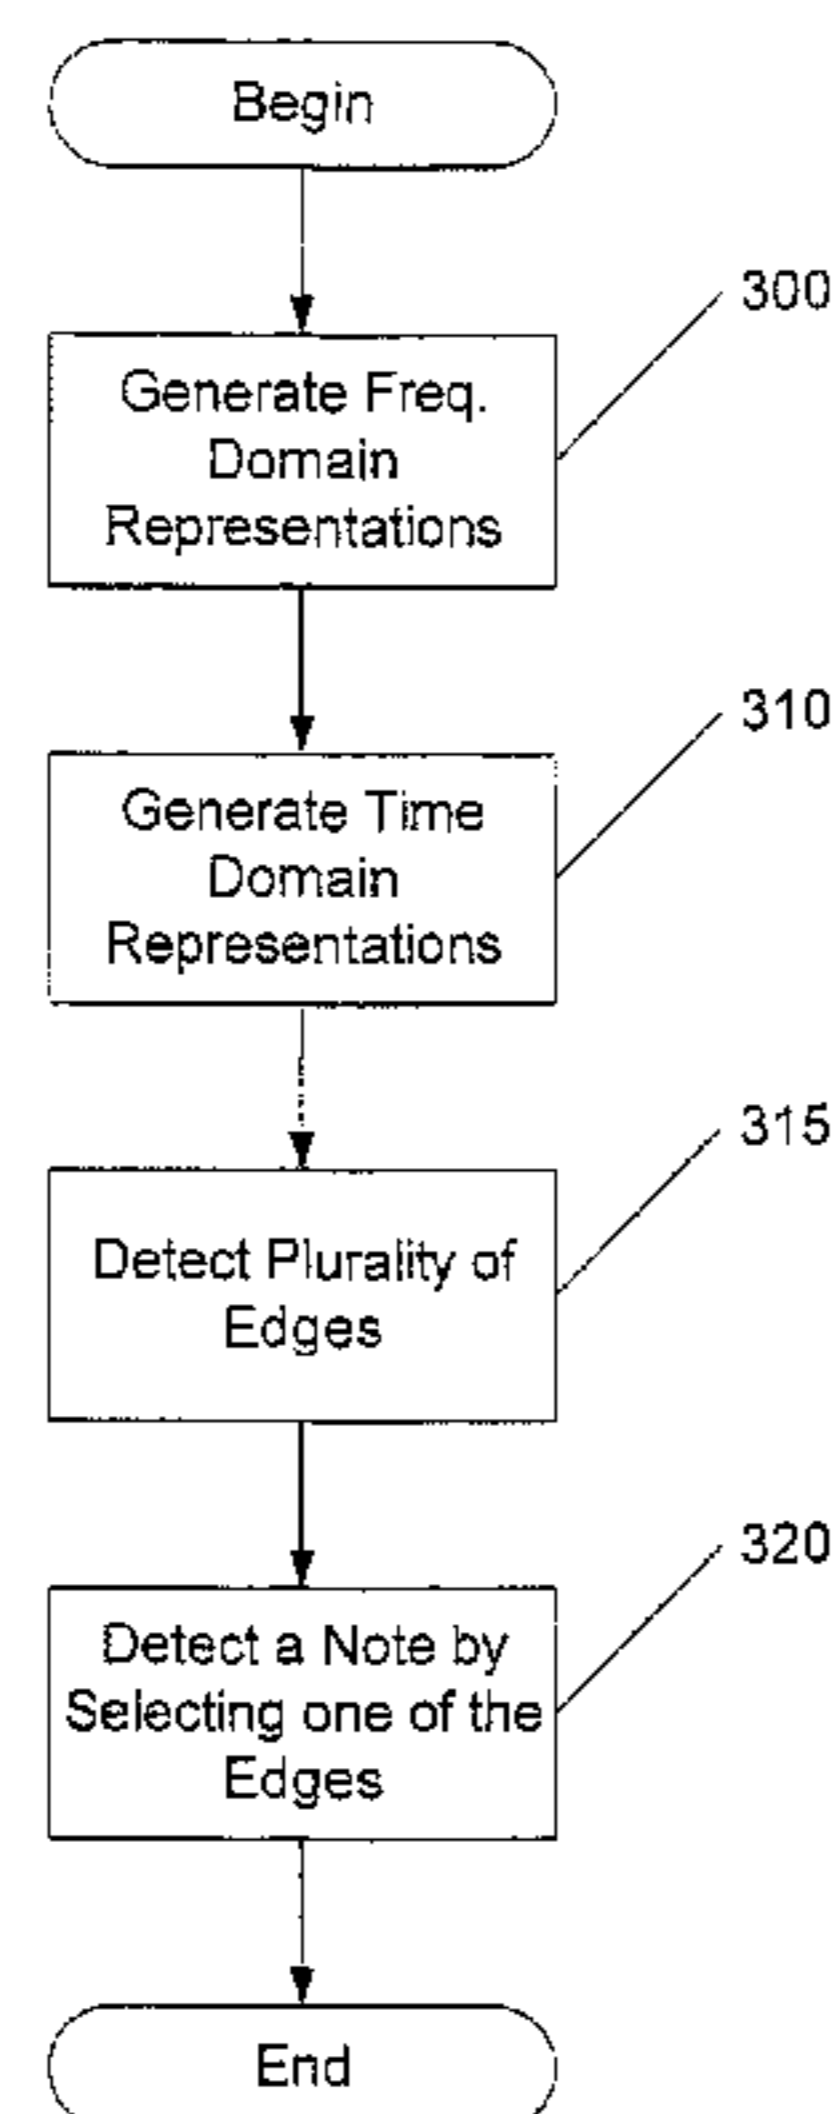 Begin
300
Generate Freq.
Domain
Representations
310
Generate Time
Domain
Representations
315
Detect Plurality of
Edges
320
Detect a Note by
Selecting one of the
Edges
End